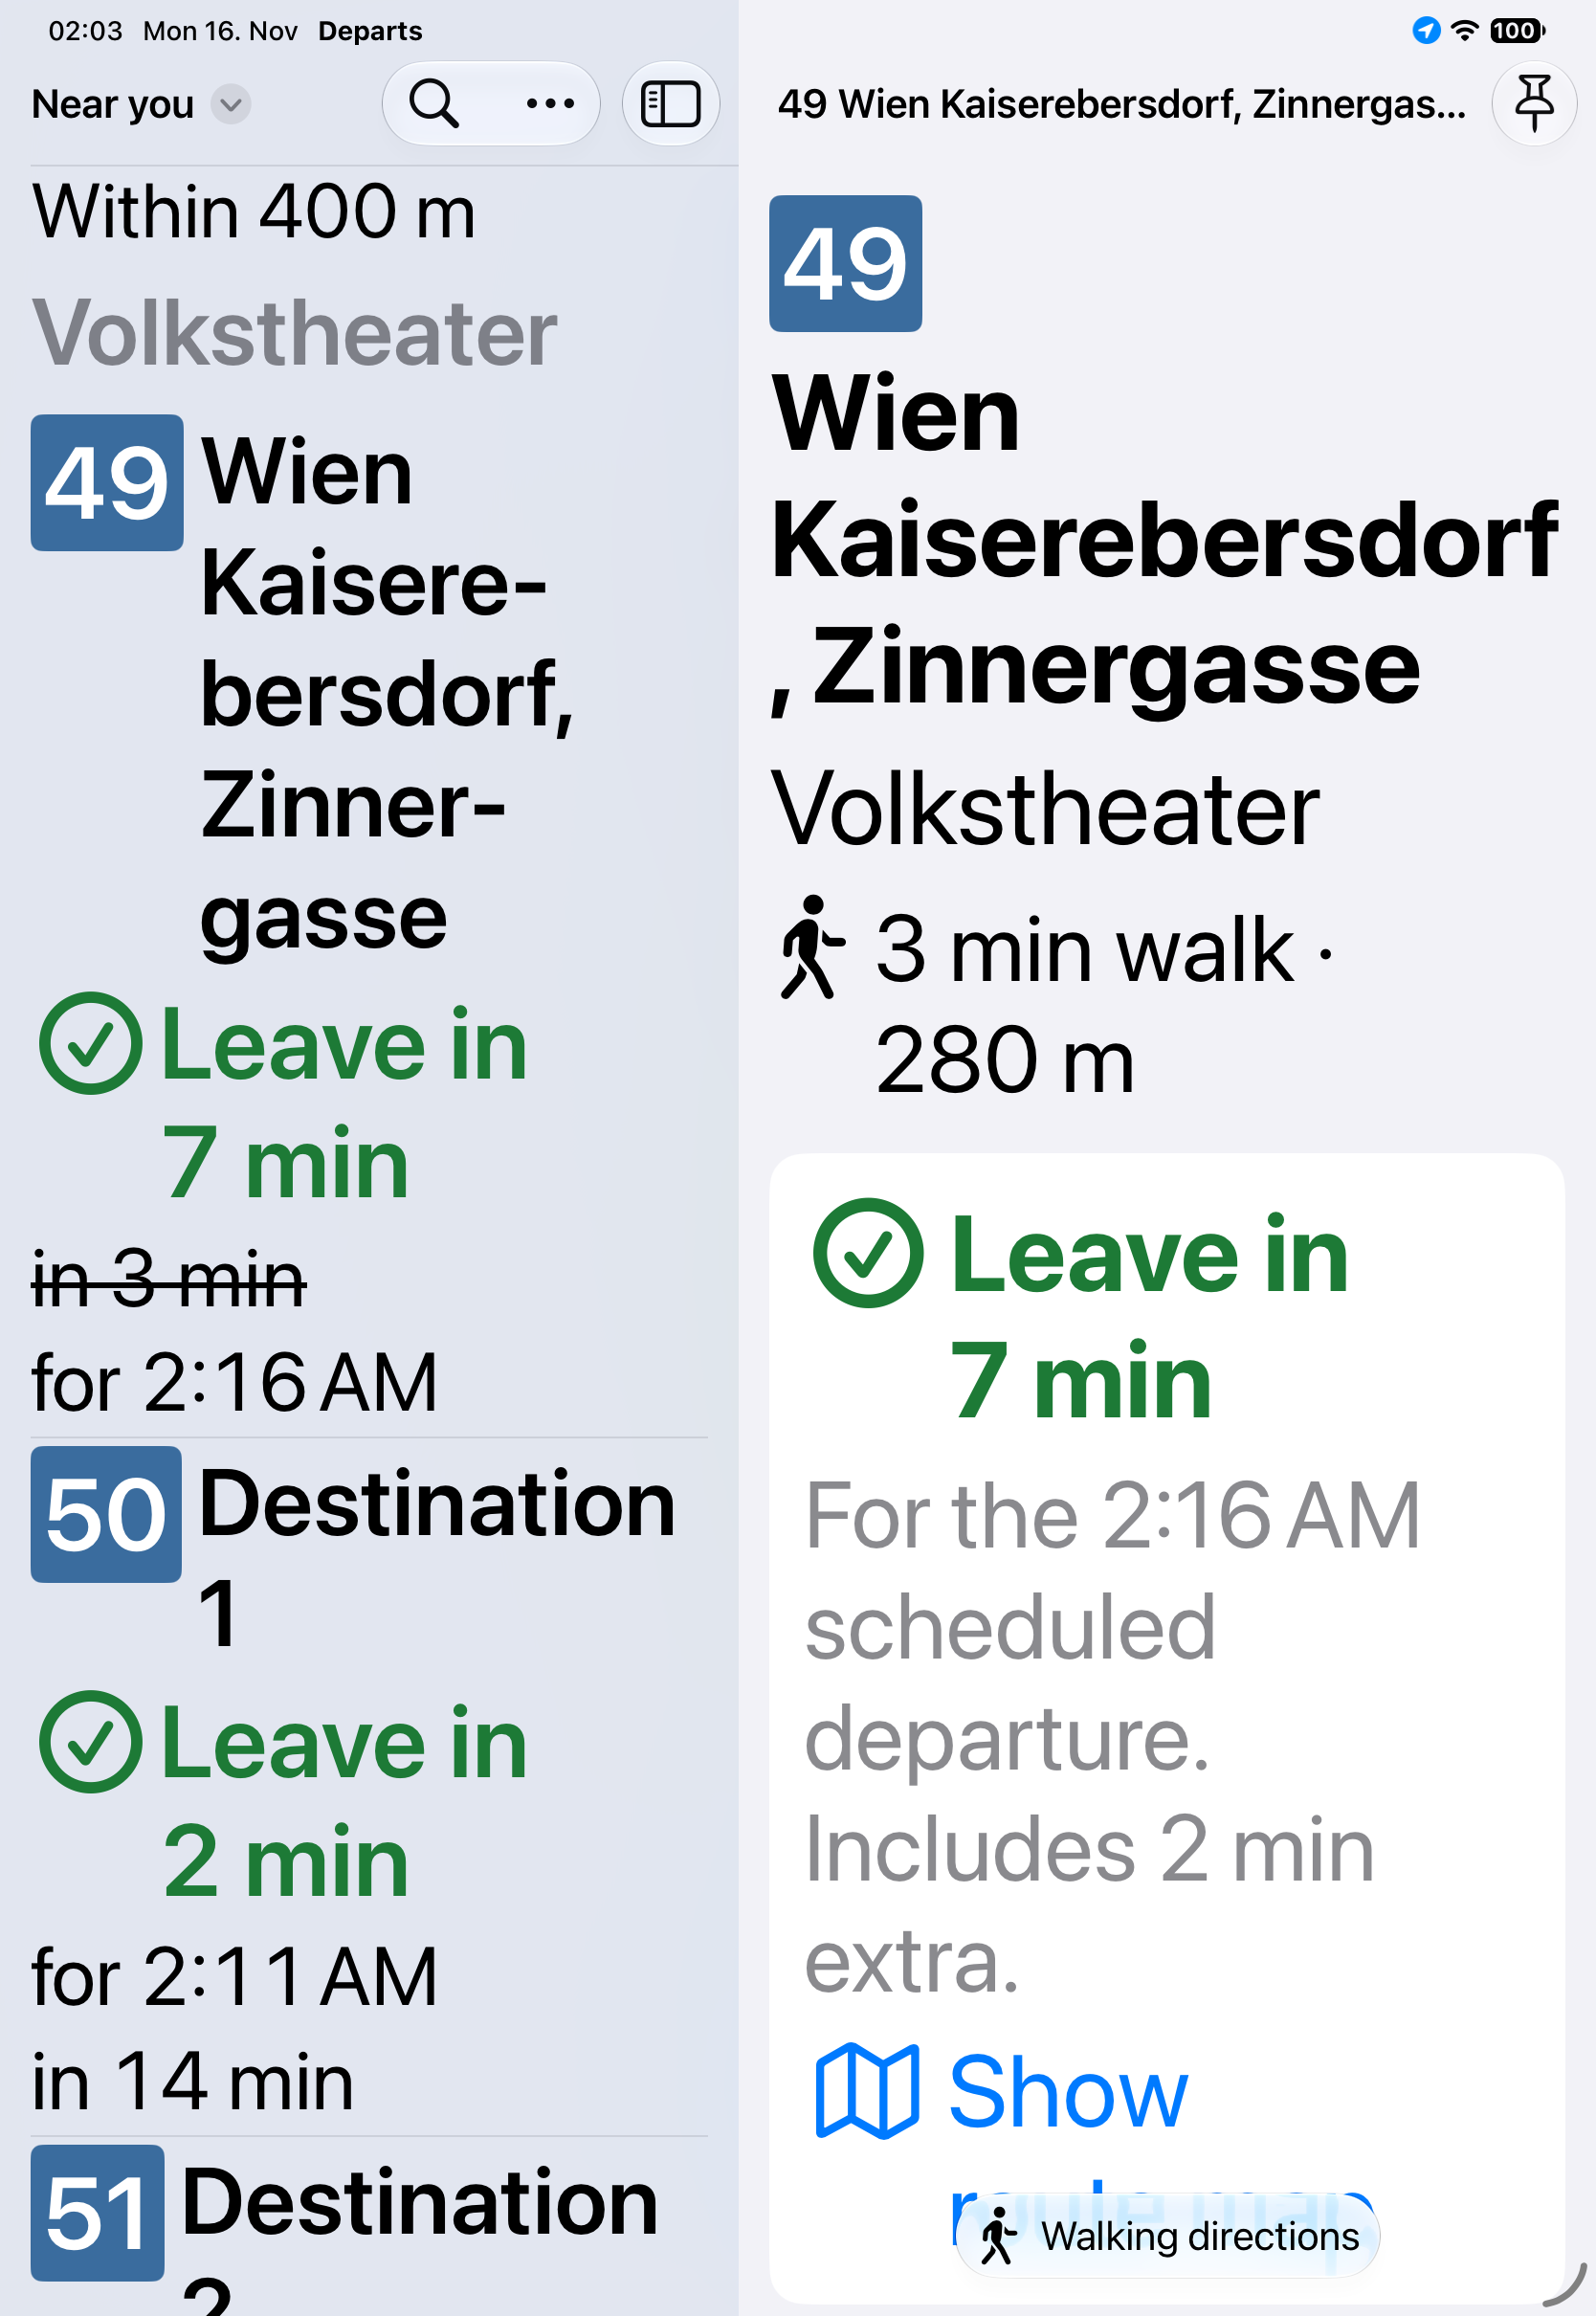 02:03 Mon 16. Nov Departs
100
Near you
Within 400 m
Volkstheater
49 Wien
Kaisere-
bersdorf,
Zinner-
gasse
Leave in
7 min
in 3 min
for 2:16 AM
50 Destination
1
Leave in
2 min
for 2:11 AM
in 14 min
51 Destination
2
49 Wien Kaiserebersdorf, Zinnergas...
49
Wien
Kaiserebersdorf
, Zinnergasse
Volkstheater
3 min walk ·
280 m
Leave in
7 min
For the 2:16 AM
scheduled
departure.
Includes 2 min
extra.
Show
route map
Walking directions